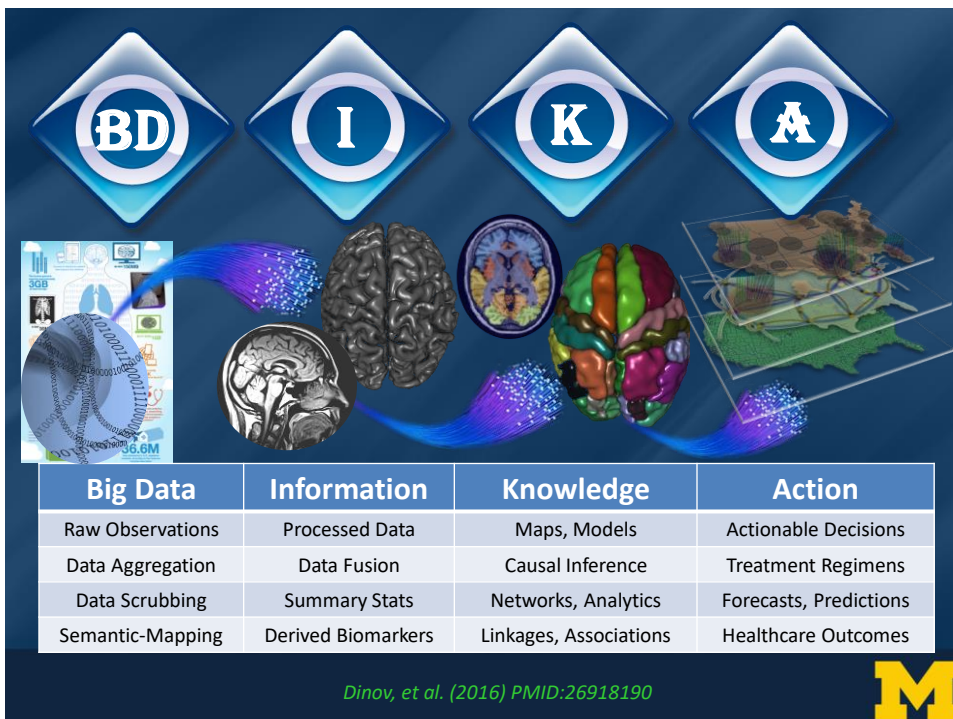 BD
I
K
A
3GB
36.6M
Big Data Information Knowledge Action
Raw Observations Processed Data Maps, Models Actionable Decisions
Data Aggregation Data Fusion Causal Inference Treatment Regimens
Data Scrubbing Summary Stats Networks, Analytics Forecasts, Predictions
Semantic-Mapping Derived Biomarkers Linkages, Associations Healthcare Outcomes
Dinov, et al. (2016) PMID:26918190
M